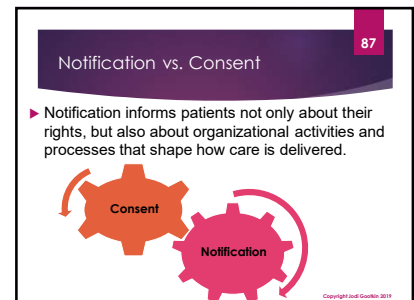 87
Notification vs. Consent
Notification informs patients not only about their
rights, but also about organizational activities and
processes that shape how care is delivered.
Consent
Notification
Copyright Jodi Gootkin 2019